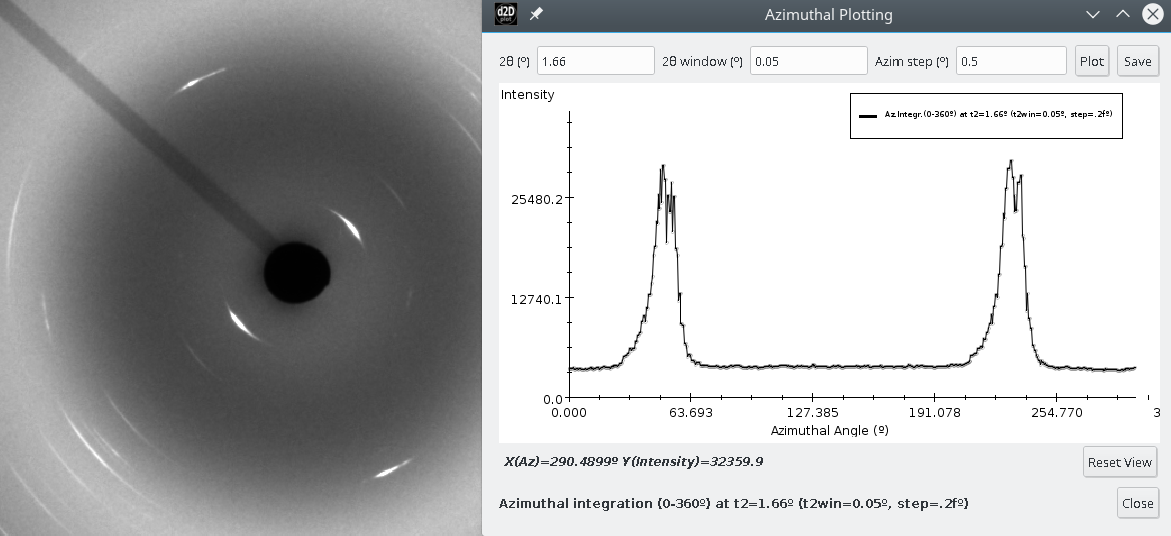 d2D
plot
Azimuthal Plotting
2θ (º) 1.66 2θ window (º) 0.05 Azim step (º) 0.5 Plot Save
Intensity
Az.Integr.(0-360º) at t2=1.66º (t2win=0.05º, step=.2fº)
25480.2
12740.1
0.0
0.000 63.693 127.385 191.078 254.770 3
Azimuthal Angle (º)
X(Az)=290.4899º Y(Intensity)=32359.9
Reset View
Azimuthal integration (0-360º) at t2=1.66º (t2win=0.05º, step=.2fº)
Close